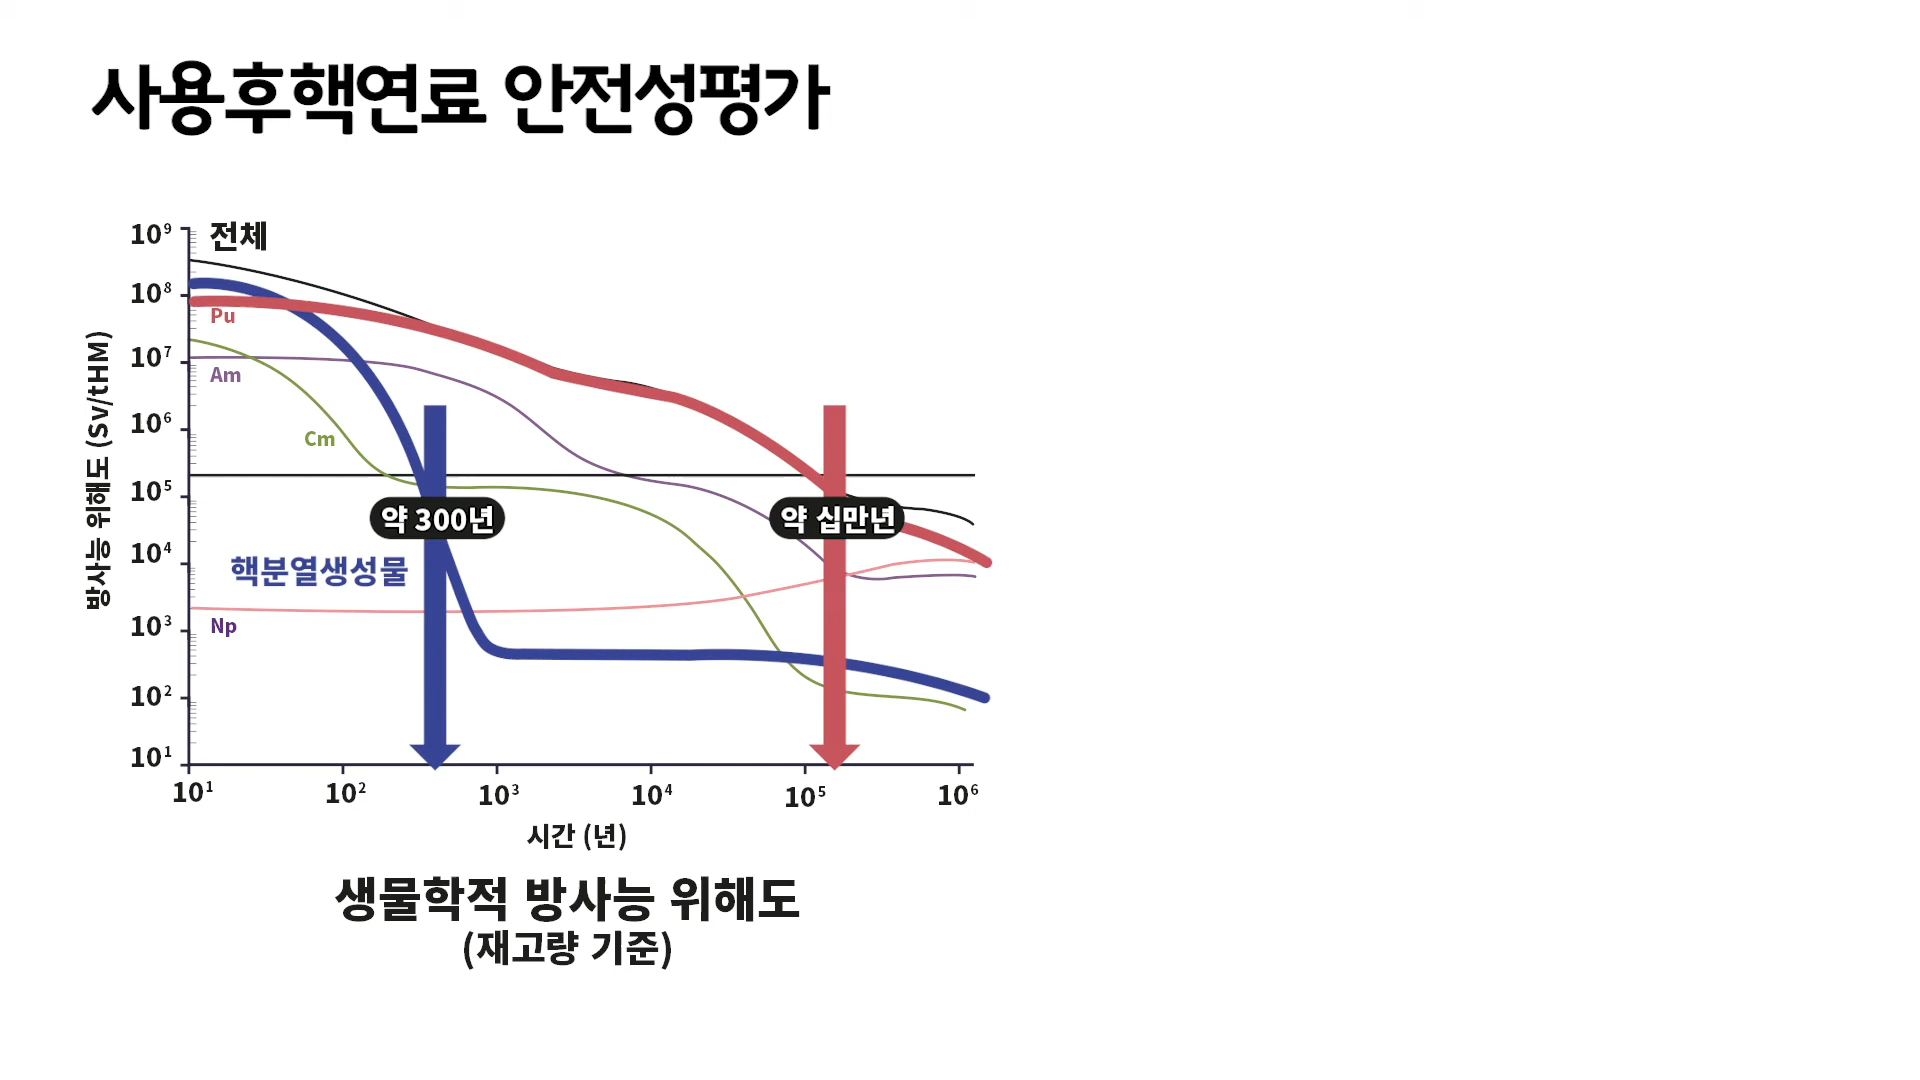 사용후핵연료 안전성평가
방사능 위해도 (Sv/tHM)
10⁹
10⁸
10⁷
10⁶
10⁵
10⁴
10³
10²
10¹
전체
Pu
Am
Cm
약 300년
약 십만년
핵분열생성물
Np
10¹ 10² 10³ 10⁴ 10⁵ 10⁶
시간 (년)
생물학적 방사능 위해도
(재고량 기준)